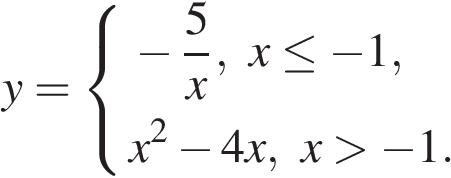 y = { -5/x, x ≤ -1,
x² - 4x, x > -1.